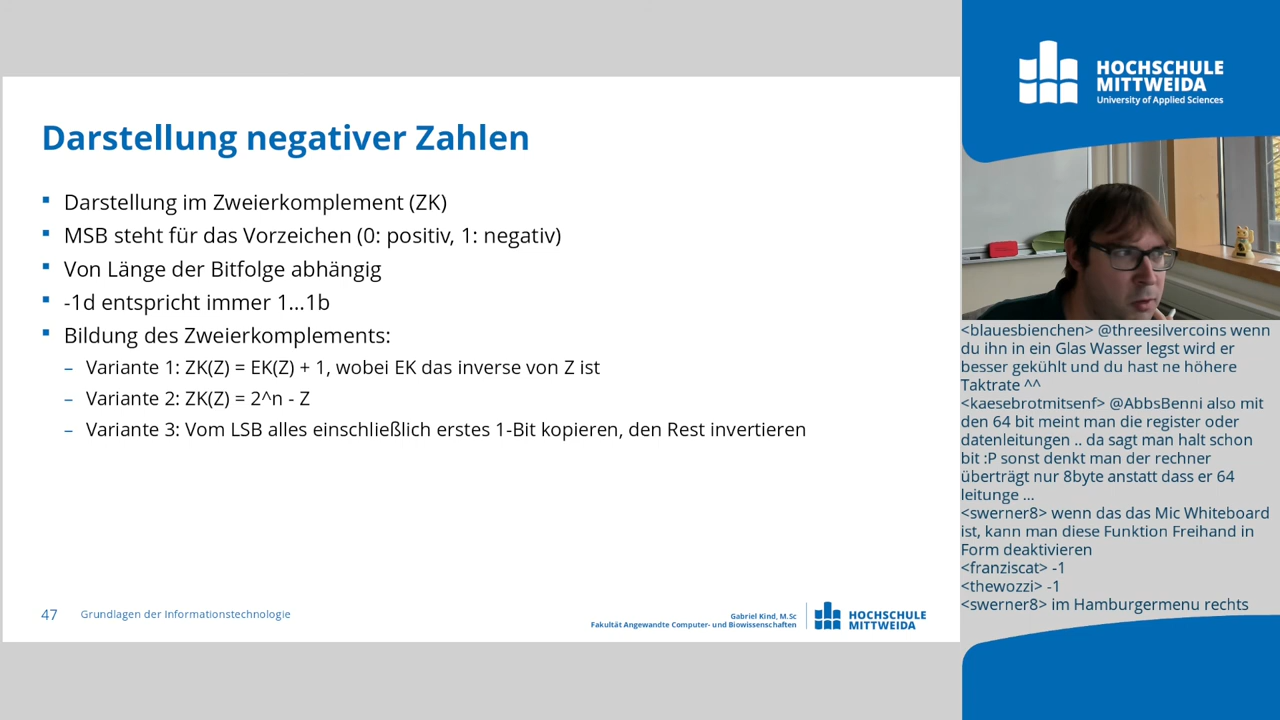 Darstellung negativer Zahlen
Darstellung im Zweierkomplement (ZK)
MSB steht für das Vorzeichen (0: positiv, 1: negativ)
Von Länge der Bitfolge abhängig
-1d entspricht immer 1...1b
Bildung des Zweierkomplements:
– Variante 1: ZK(Z) = EK(Z) + 1, wobei EK das inverse von Z ist
– Variante 2: ZK(Z) = 2^n - Z
– Variante 3: Vom LSB alles einschließlich erstes 1-Bit kopieren, den Rest invertieren
47 Grundlagen der Informationstechnologie
Gabriel Kind, M.Sc
Fakultät Angewandte Computer- und Biowissenschaften
HOCHSCHULE
MITTWEIDA
HOCHSCHULE
MITTWEIDA
University of Applied Sciences
<blauesbienchen> @threesilvercoins wenn
du ihn in ein Glas Wasser legst wird er
besser gekühlt und du hast ne höhere
Taktrate ^^
<kaesebrotmitsenf> @AbbsBenni also mit
den 64 bit meint man die register oder
datenleitungen .. da sagt man halt schon
bit :P sonst denkt man der rechner
überträgt nur 8byte anstatt dass er 64
leitunge ...
<swerner8> wenn das das Mic Whiteboard
ist, kann man diese Funktion Freihand in
Form deaktivieren
<franziscat> -1
<thewozzi> -1
<swerner8> im Hamburgermenu rechts